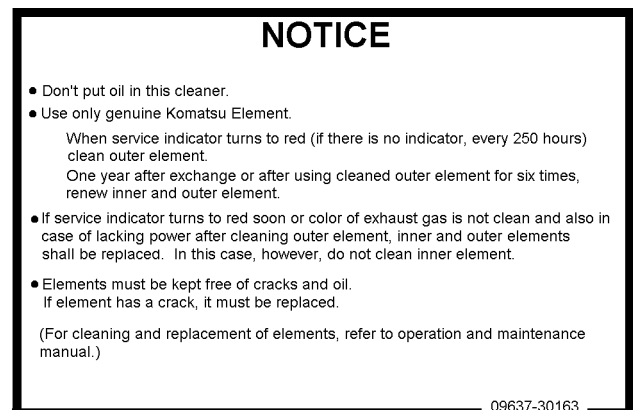 NOTICE
● Don't put oil in this cleaner.
● Use only genuine Komatsu Element.
When service indicator turns to red (if there is no indicator, every 250 hours)
clean outer element.
One year after exchange or after using cleaned outer element for six times,
renew inner and outer element.
● If service indicator turns to red soon or color of exhaust gas is not clean and also in
case of lacking power after cleaning outer element, inner and outer elements
shall be replaced. In this case, however, do not clean inner element.
● Elements must be kept free of cracks and oil.
If element has a crack, it must be replaced.
(For cleaning and replacement of elements, refer to operation and maintenance
manual.)
09637-30163